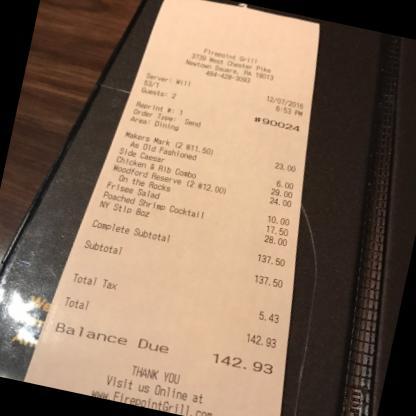 Firepoint Grill
3739 West Chester Pike
Newtown Square, PA 19013
484-428-3093
Server: Will 12/07/2016
53/1 6:53 PM
Guests: 2
#90024
Reprint #: 1
Order Type: Send
Area: Dining
Makers Mark (2 @11.50) 23.00
As Old Fashioned
Side Caesar 6.00
Chicken & Rib Combo 29.00
Woodford Reserve (2 @12.00) 24.00
On the Rocks
Frisee Salad 10.00
Poached Shrimp Cocktail 17.50
NY Stip 8oz 28.00
Complete Subtotal 137.50
Subtotal 137.50
Total Tax 5.43
Total 142.93
Balance Due 142.93
THANK YOU
Visit us Online at
www.FirepointGrill.com